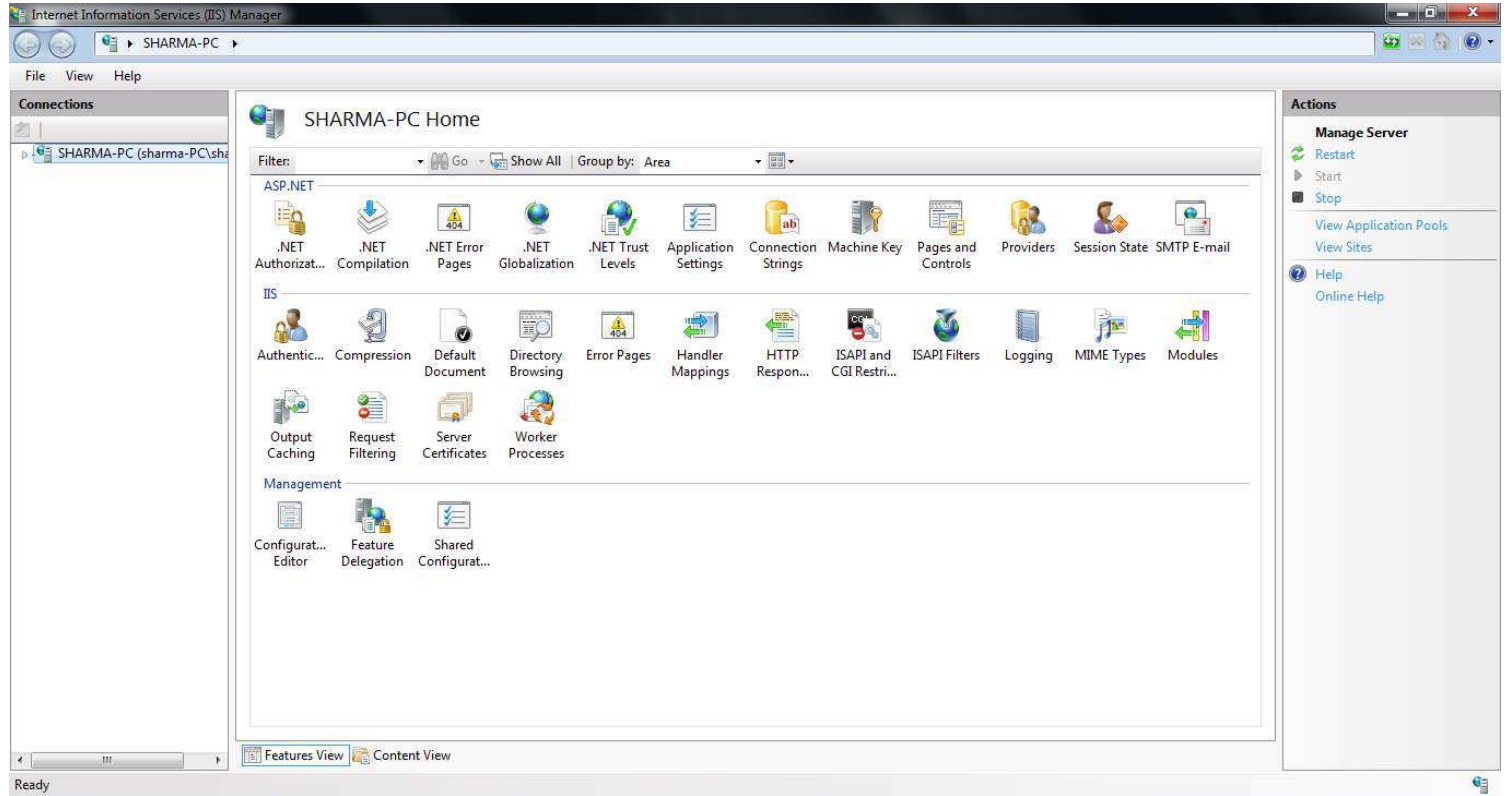 Internet Information Services (IIS) Manager
SHARMA-PC
File View Help
Connections
SHARMA-PC (sharma-PC\sha
SHARMA-PC Home
Filter: Go Show All Group by: Area
ASP.NET
.NET Authorizat...
.NET Compilation
.NET Error Pages
.NET Globalization
.NET Trust Levels
Application Settings
Connection Strings
Machine Key
Pages and Controls
Providers
Session State
SMTP E-mail
IIS
Authentic...
Compression
Default Document
Directory Browsing
Error Pages
Handler Mappings
HTTP Respon...
ISAPI and CGI Restri...
ISAPI Filters
Logging
MIME Types
Modules
Output Caching
Request Filtering
Server Certificates
Worker Processes
Management
Configurat... Editor
Feature Delegation
Shared Configurat...
Features View Content View
Ready
Actions
Manage Server
Restart
Start
Stop
View Application Pools
View Sites
Help
Online Help